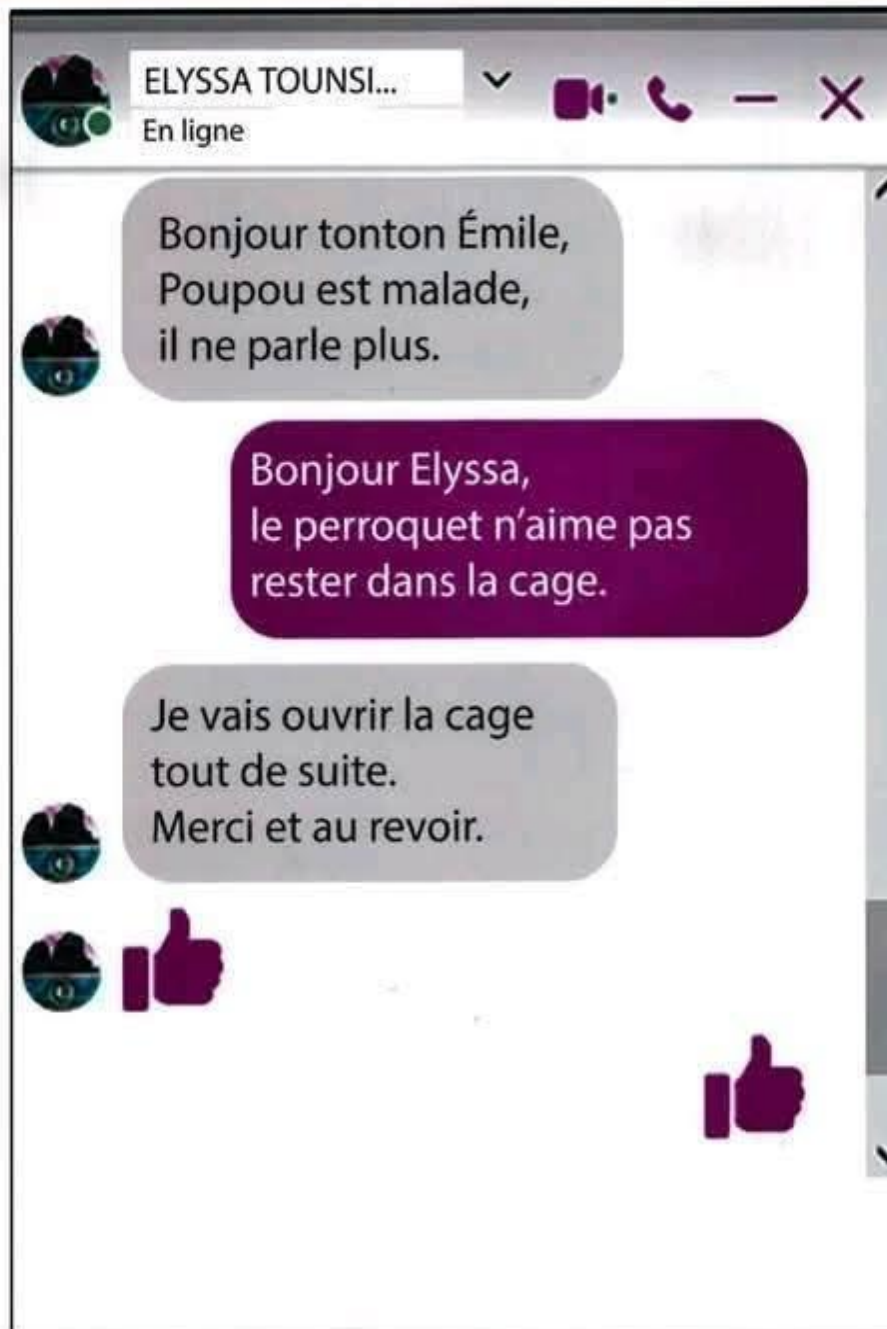 ELYSSA TOUNSI...
En ligne
Bonjour tonton Émile,
Poupou est malade,
il ne parle plus.
Bonjour Elyssa,
le perroquet n'aime pas
rester dans la cage.
Je vais ouvrir la cage
tout de suite.
Merci et au revoir.